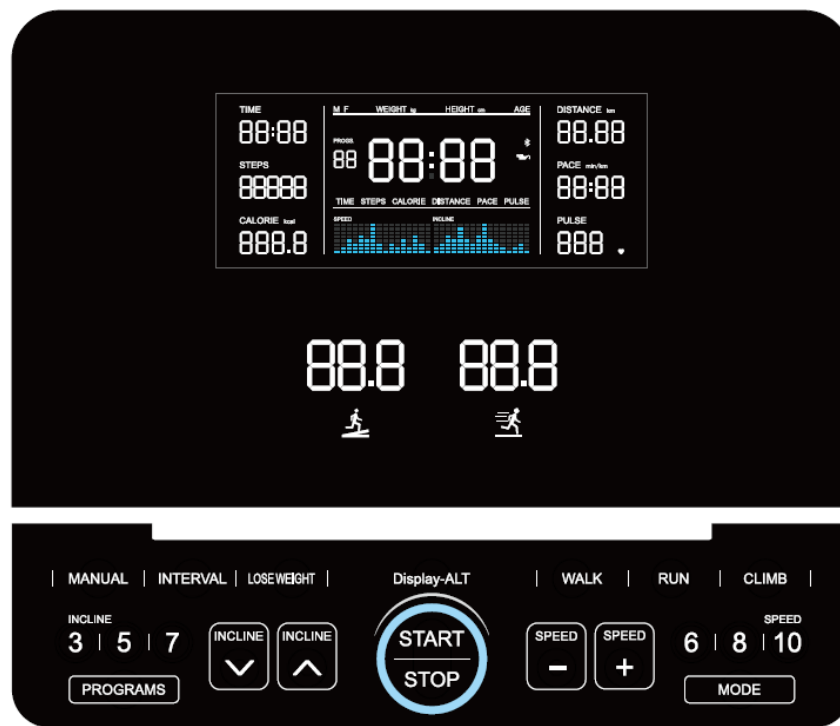 TIME
88:88
STEPS
88888
CALORIE kcal
888.8
M F WEIGHT kg HEIGHT cm AGE
PROGS.
88 88:88
TIME STEPS CALORIE DISTANCE PACE PULSE
SPEED INCLINE
DISTANCE km
88.88
PACE min/km
88:88
PULSE
888
88.8 88.8
MANUAL INTERVAL LOSE WEIGHT Display-ALT WALK RUN CLIMB
INCLINE
3 5 7
PROGRAMS
INCLINE INCLINE
START
STOP
SPEED SPEED
- +
SPEED
6 8 10
MODE